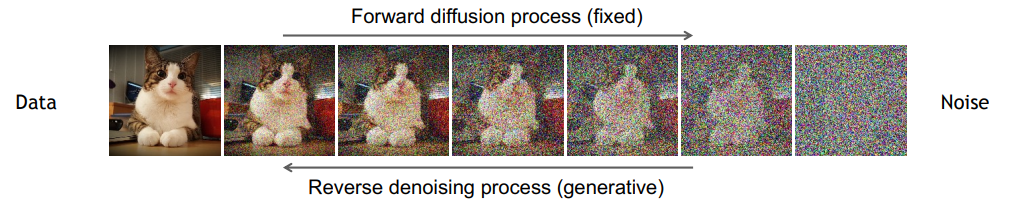 Forward diffusion process (fixed)
Data
Noise
Reverse denoising process (generative)